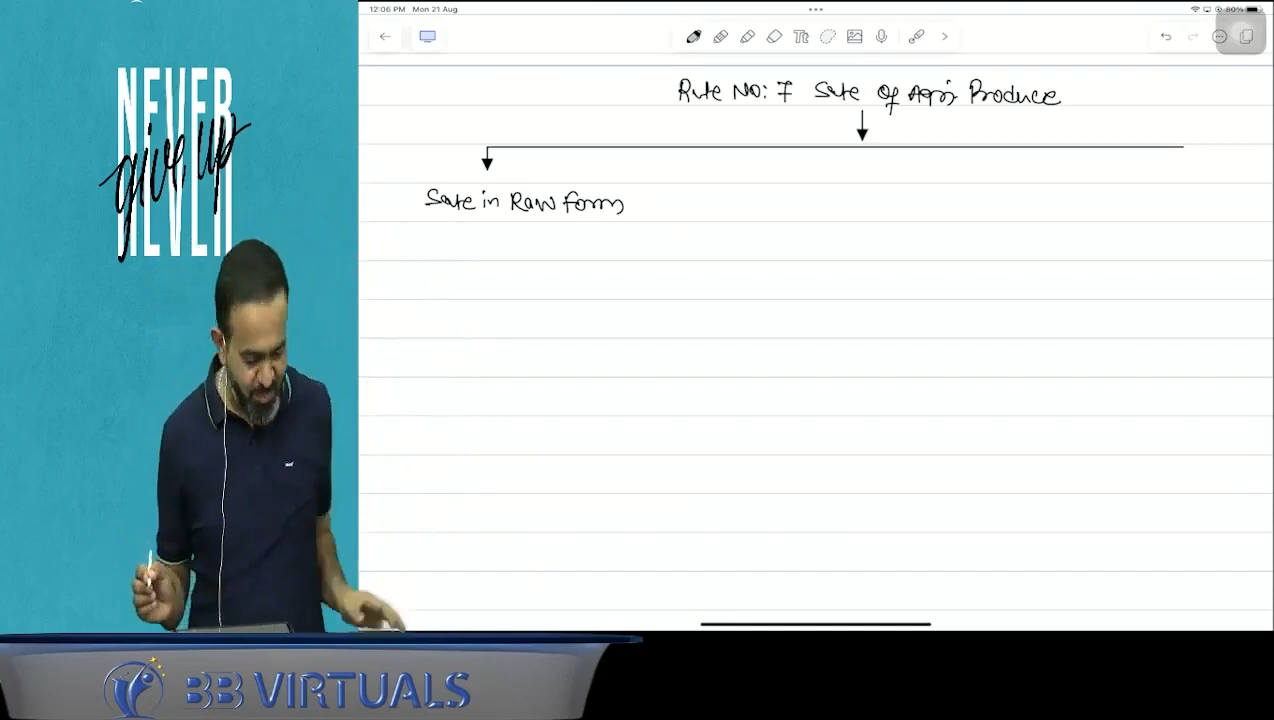 12:06 PM Mon 21 Aug
80%
NEVER
give up
NEVER
Rule No: 7 Sale Of Agri Produce
Sale in Raw form
BB VIRTUALS